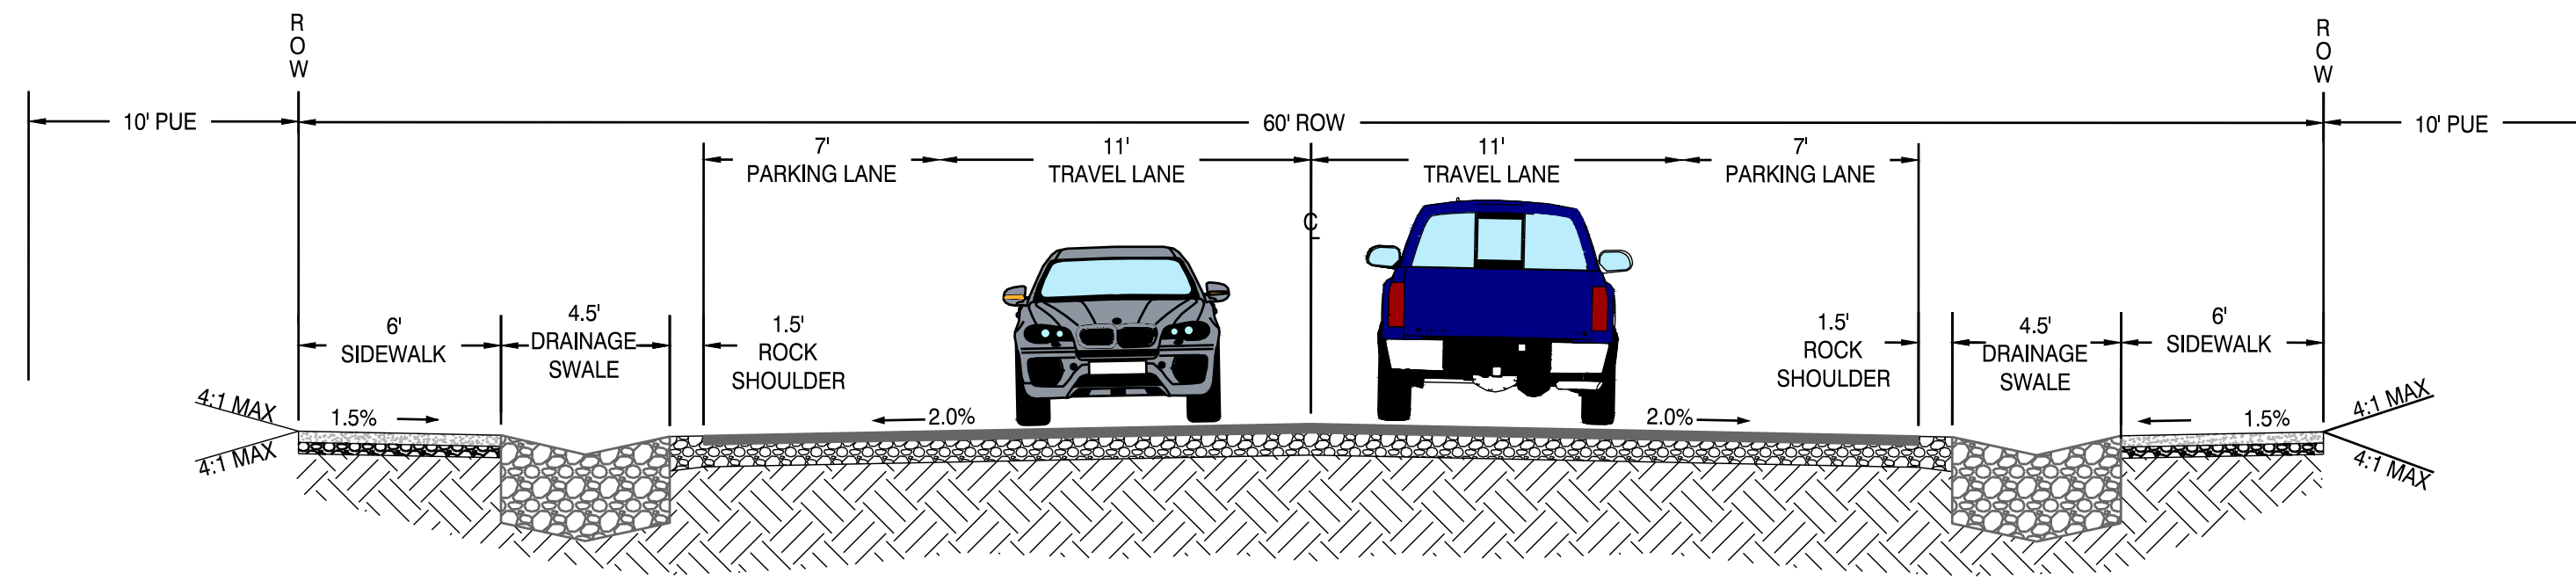 R
O
W
R
O
W
10' PUE
60' ROW
10' PUE
7'
PARKING LANE
11'
TRAVEL LANE
11'
TRAVEL LANE
7'
PARKING LANE
CL
6'
SIDEWALK
4.5'
DRAINAGE
SWALE
1.5'
ROCK
SHOULDER
1.5'
ROCK
SHOULDER
4.5'
DRAINAGE
SWALE
6'
SIDEWALK
4:1 MAX
4:1 MAX
1.5%
2.0%
2.0%
1.5%
4:1 MAX
4:1 MAX